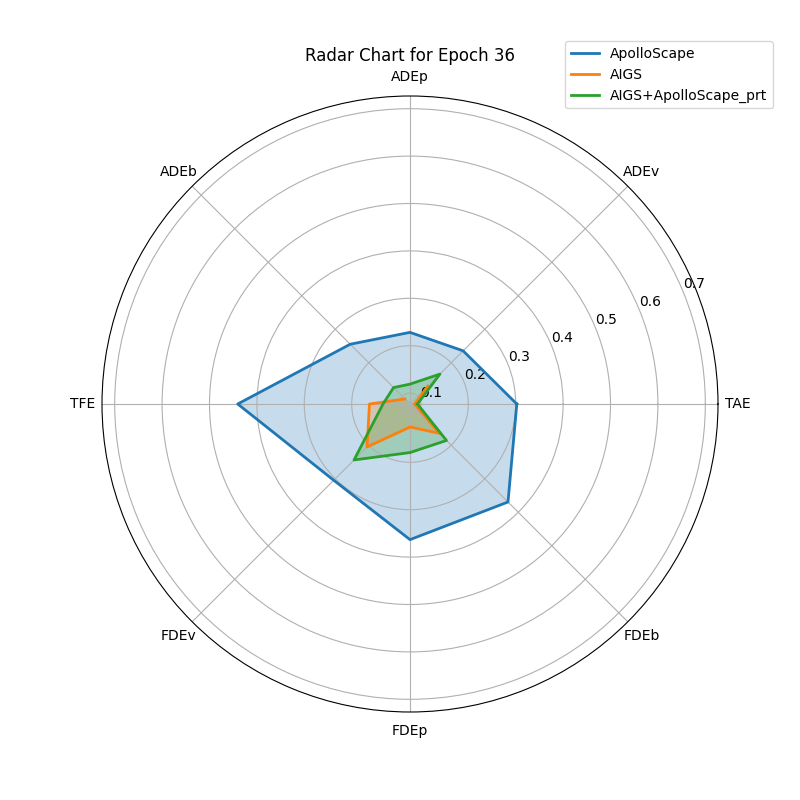 Radar Chart for Epoch 36
ApolloScape
AIGS
AIGS+ApolloScape_prt
ADEp
ADEb
ADEv
0.7
0.6
0.5
0.4
0.3
0.2
0.1
TFE
TAE
FDEv
FDEb
FDEp